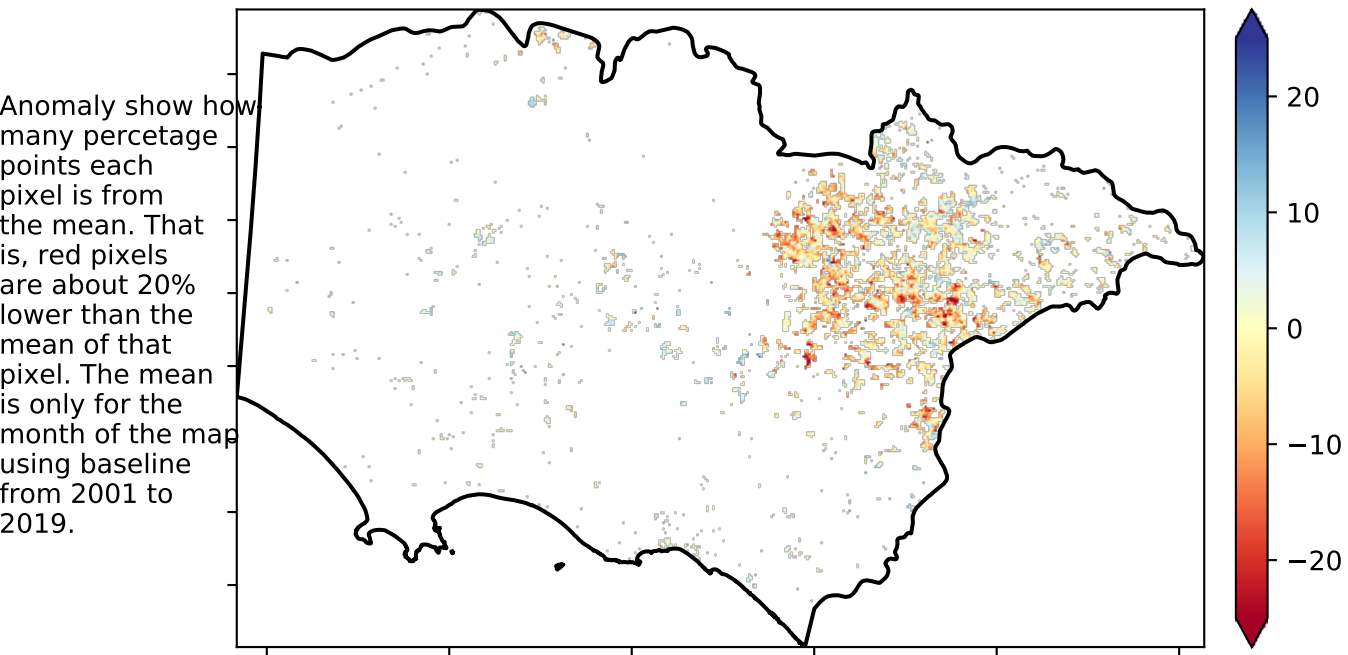 Anomaly show how
many percetage
points each
pixel is from
the mean. That
is, red pixels
are about 20%
lower than the
mean of that
pixel. The mean
is only for the
month of the map
using baseline
from 2001 to
2019.
20
10
0
−10
−20